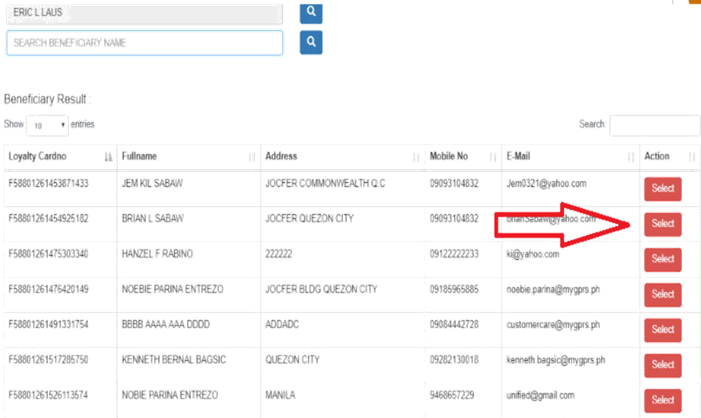 ERIC L LAUS
SEARCH BENEFICIARY NAME
Beneficiary Result :
Show 10 entries Search:
Loyalty Cardno Fullname Address Mobile No E-Mail Action
F58801261453871433 JEM KIL SABAW JOCFER COMMONWEALTH Q.C 09093104832 Jem0321@yahoo.com Select
F58801261454925182 BRIAN L SABAW JOCFER QUEZON CITY 09093104832 brian.sabaw@yahoo.com Select
F58801261475303340 HANZEL F RABINO 222222 09122222233 ki@yahoo.com Select
F58801261476420149 NOEBIE PARINA ENTREZO JOCFER BLDG QUEZON CITY 09185965885 noebie.parina@mygprs.ph Select
F58801261491331754 BBBB AAAA AAA DDDD ADDADC 09084442728 customercare@mygprs.ph Select
F58801261517285750 KENNETH BERNAL BAGSIC QUEZON CITY 09282130018 kenneth.bagsic@mygprs.ph Select
F58801261526113574 NOBIE PARINA ENTREZO MANILA 9468657229 unified@gmail.com Select